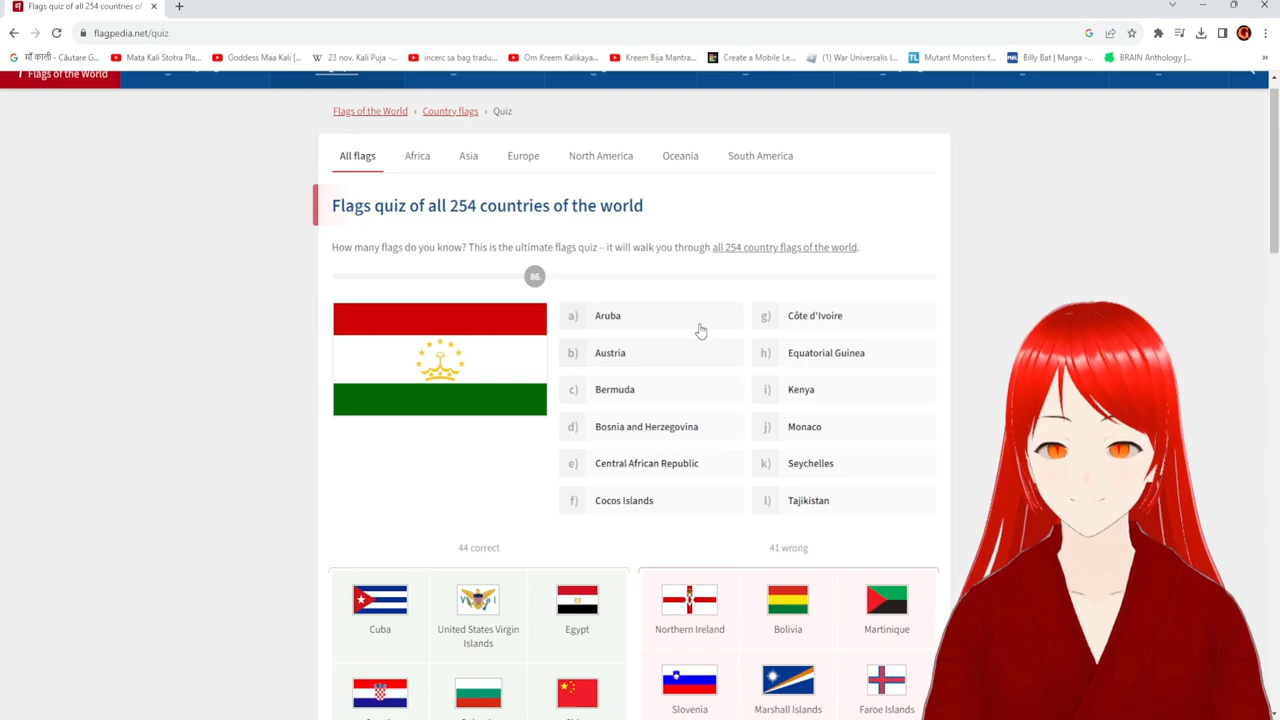 Flags quiz of all 254 countries of
flagpedia.net/quiz
माँ काली - Căutare G...
Mata Kali Stotra Pla...
Goddess Maa Kali [...
23 nov. Kali Puja -...
incerc sa bag tradu...
Om Kreem Kalikaya...
Kreem Bija Mantra...
Create a Mobile Le...
(1) War Universalis I...
Mutant Monsters f...
Billy Bat | Manga -...
BRAIN Anthology |...
Flags of the World
Flags of the World › Country flags › Quiz
All flags Africa Asia Europe North America Oceania South America
Flags quiz of all 254 countries of the world
How many flags do you know? This is the ultimate flags quiz – it will walk you through all 254 country flags of the world.
86.
a) Aruba
b) Austria
c) Bermuda
d) Bosnia and Herzegovina
e) Central African Republic
f) Cocos Islands
g) Côte d'Ivoire
h) Equatorial Guinea
i) Kenya
j) Monaco
k) Seychelles
l) Tajikistan
44 correct
41 wrong
Cuba
United States Virgin
Islands
Egypt
Northern Ireland
Bolivia
Martinique
Slovenia
Marshall Islands
Faroe Islands